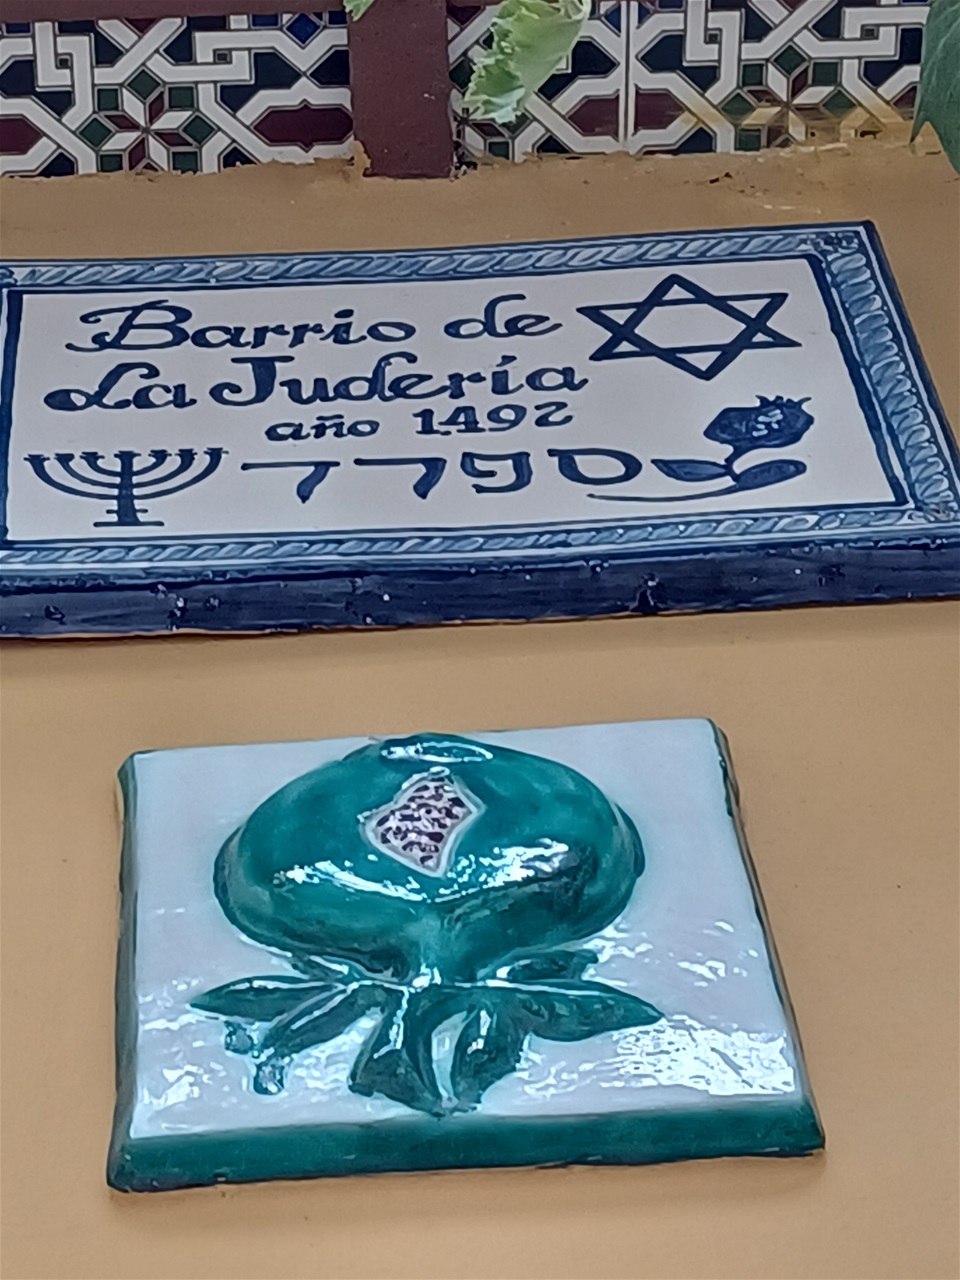 Barrio de
La Judería
año 1492
ספרד